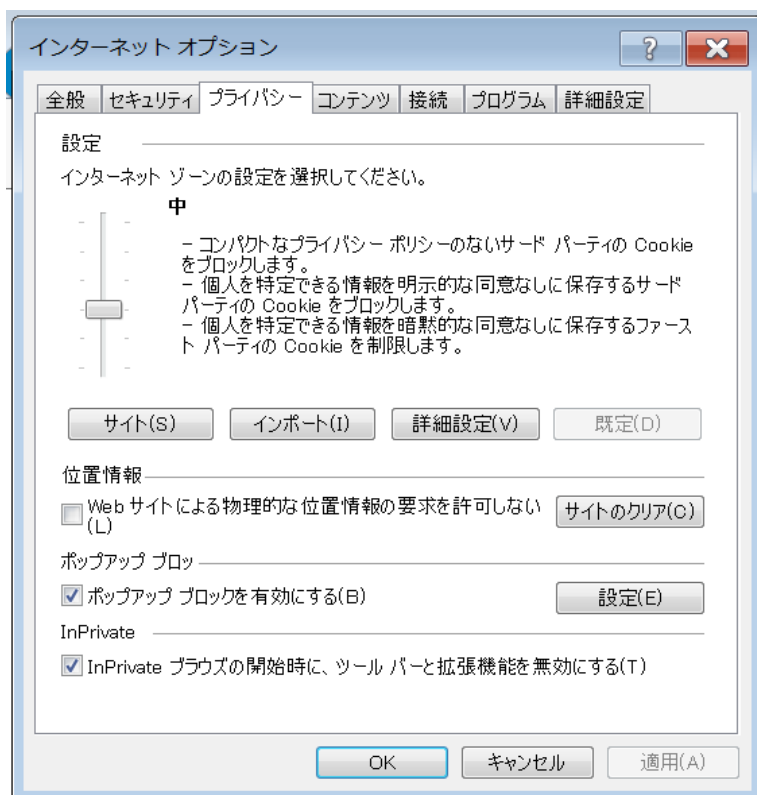 インターネット オプション
全般 セキュリティ プライバシー コンテンツ 接続 プログラム 詳細設定
設定
インターネット ゾーンの設定を選択してください。
中
- コンパクトなプライバシー ポリシーのないサード パーティの Cookie
をブロックします。
- 個人を特定できる情報を明示的な同意なしに保存するサード
パーティの Cookie をブロックします。
- 個人を特定できる情報を暗黙的な同意なしに保存するファース
ト パーティの Cookie を制限します。
サイト(S) インポート(I) 詳細設定(V) 既定(D)
位置情報
Web サイトによる物理的な位置情報の要求を許可しない
(L)
サイトのクリア(C)
ポップアップ ブロッ
ポップアップ ブロックを有効にする(B) 設定(E)
InPrivate
InPrivate ブラウズの開始時に、ツール バーと拡張機能を無効にする(T)
OK キャンセル 適用(A)